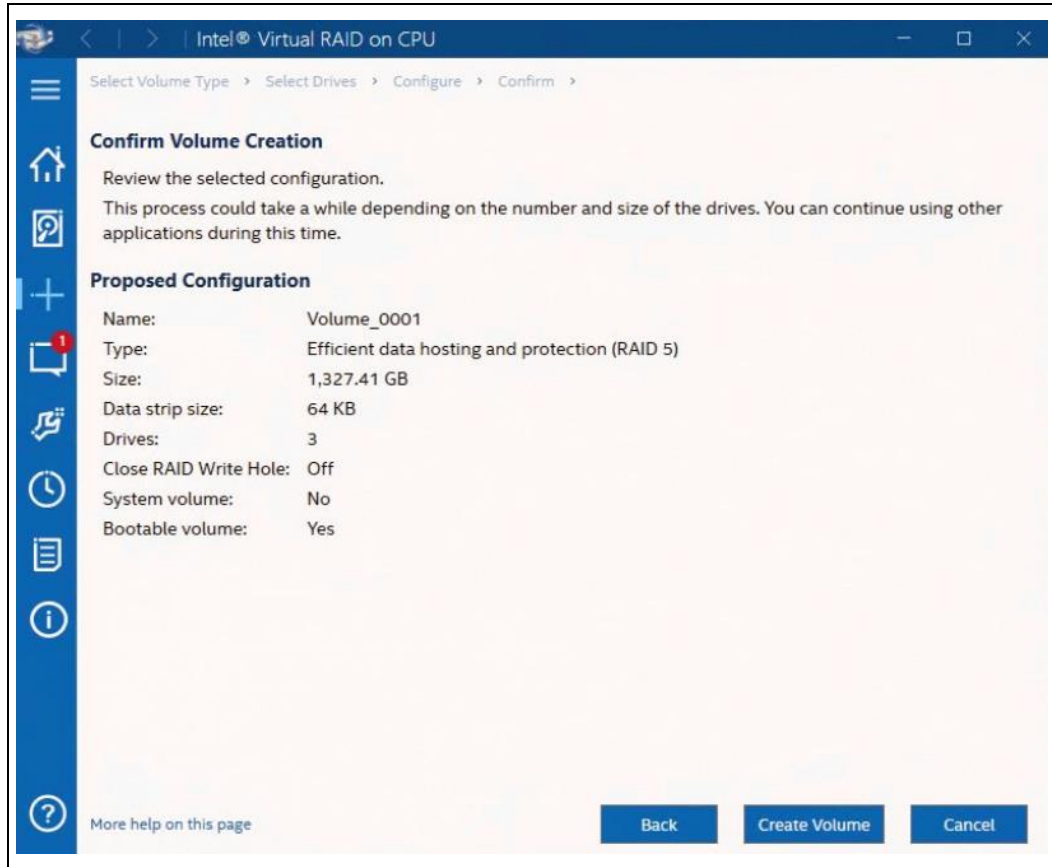 Intel® Virtual RAID on CPU
Select Volume Type > Select Drives > Configure > Confirm >
Confirm Volume Creation
Review the selected configuration.
This process could take a while depending on the number and size of the drives. You can continue using other
applications during this time.
Proposed Configuration
Name: Volume_0001
Type: Efficient data hosting and protection (RAID 5)
Size: 1,327.41 GB
Data strip size: 64 KB
Drives: 3
Close RAID Write Hole: Off
System volume: No
Bootable volume: Yes
1
More help on this page
Back Create Volume Cancel